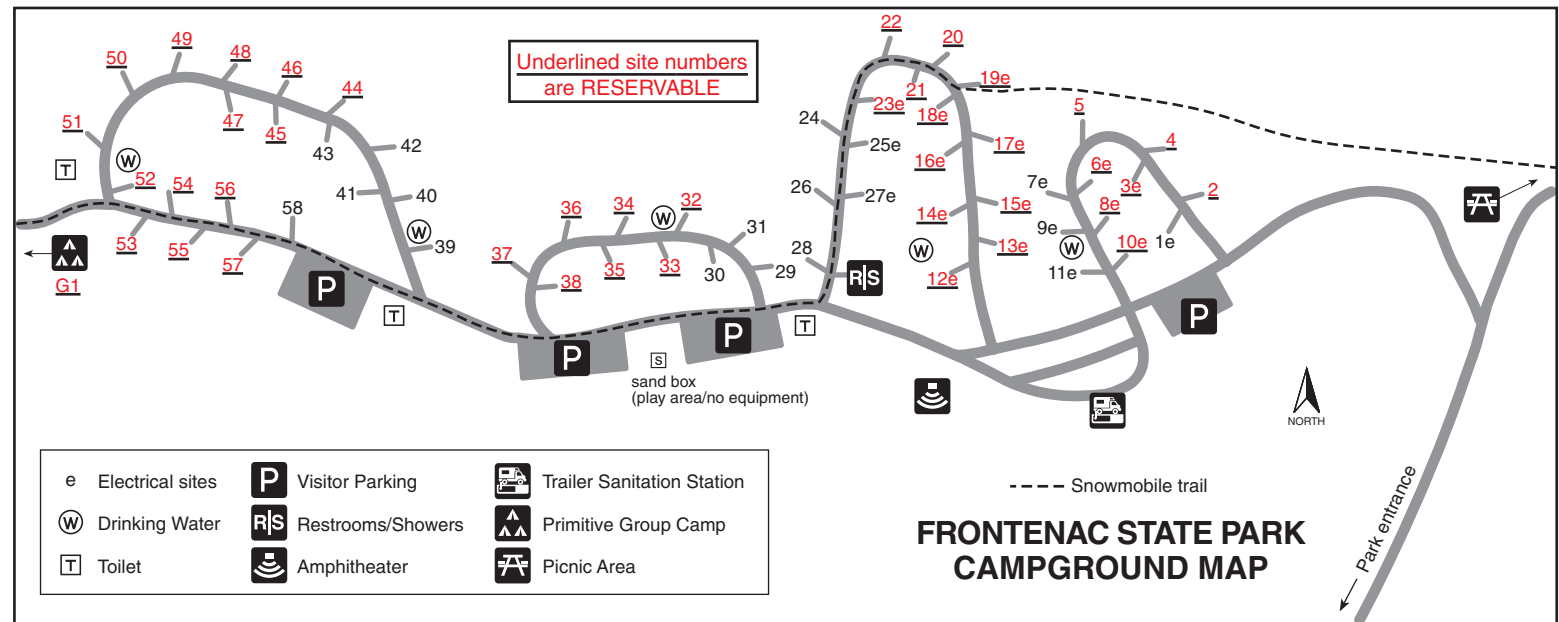 Underlined site numbers
are RESERVABLE
49
50
48
46
44
51
47
45
43
42
T
W
52
54
56
58
41
40
W
39
53
55
57
G1
P
T
36
34
W
32
31
37
38
35
33
30
29
P
P
T
S
sand box
(play area/no equipment)
22
20
21
19e
23e
18e
24
25e
17e
16e
26
27e
15e
14e
W
13e
28
R|S
12e
5
4
6e
7e
3e
2
8e
9e
W
1e
10e
11e
P
NORTH
e Electrical sites
P Visitor Parking
Trailer Sanitation Station
W Drinking Water
R|S Restrooms/Showers
Primitive Group Camp
T Toilet
Amphitheater
Picnic Area
Snowmobile trail
FRONTENAC STATE PARK
CAMPGROUND MAP
Park entrance